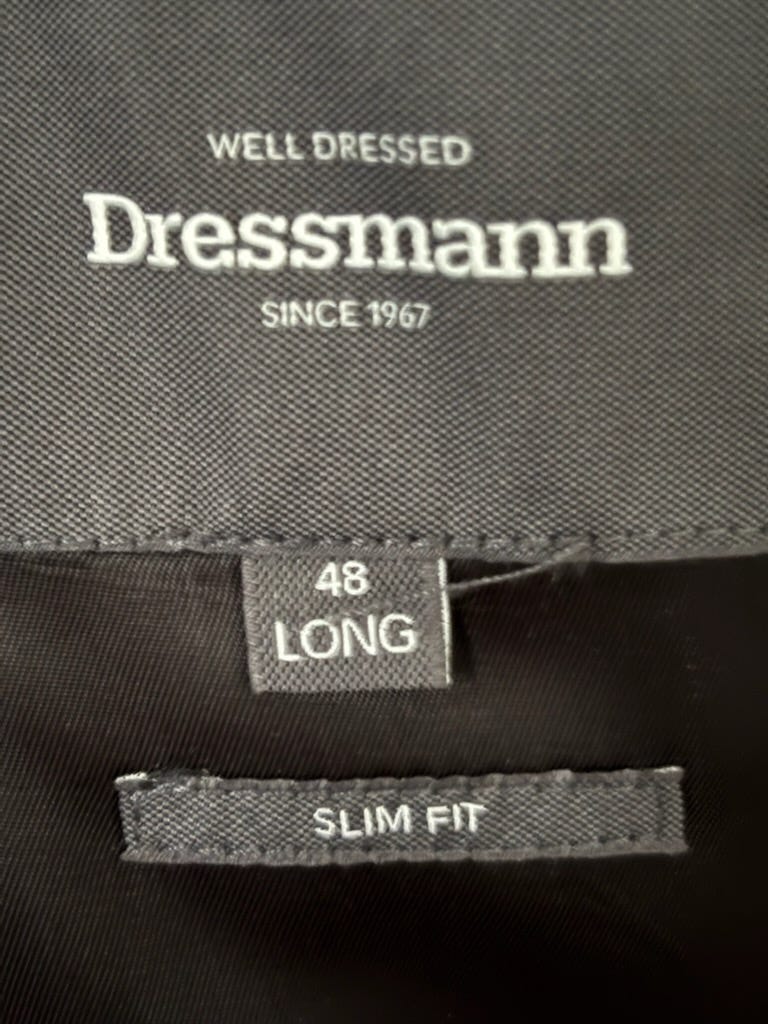 WELL DRESSED
Dressmann
SINCE 1967
48
LONG
SLIM FIT